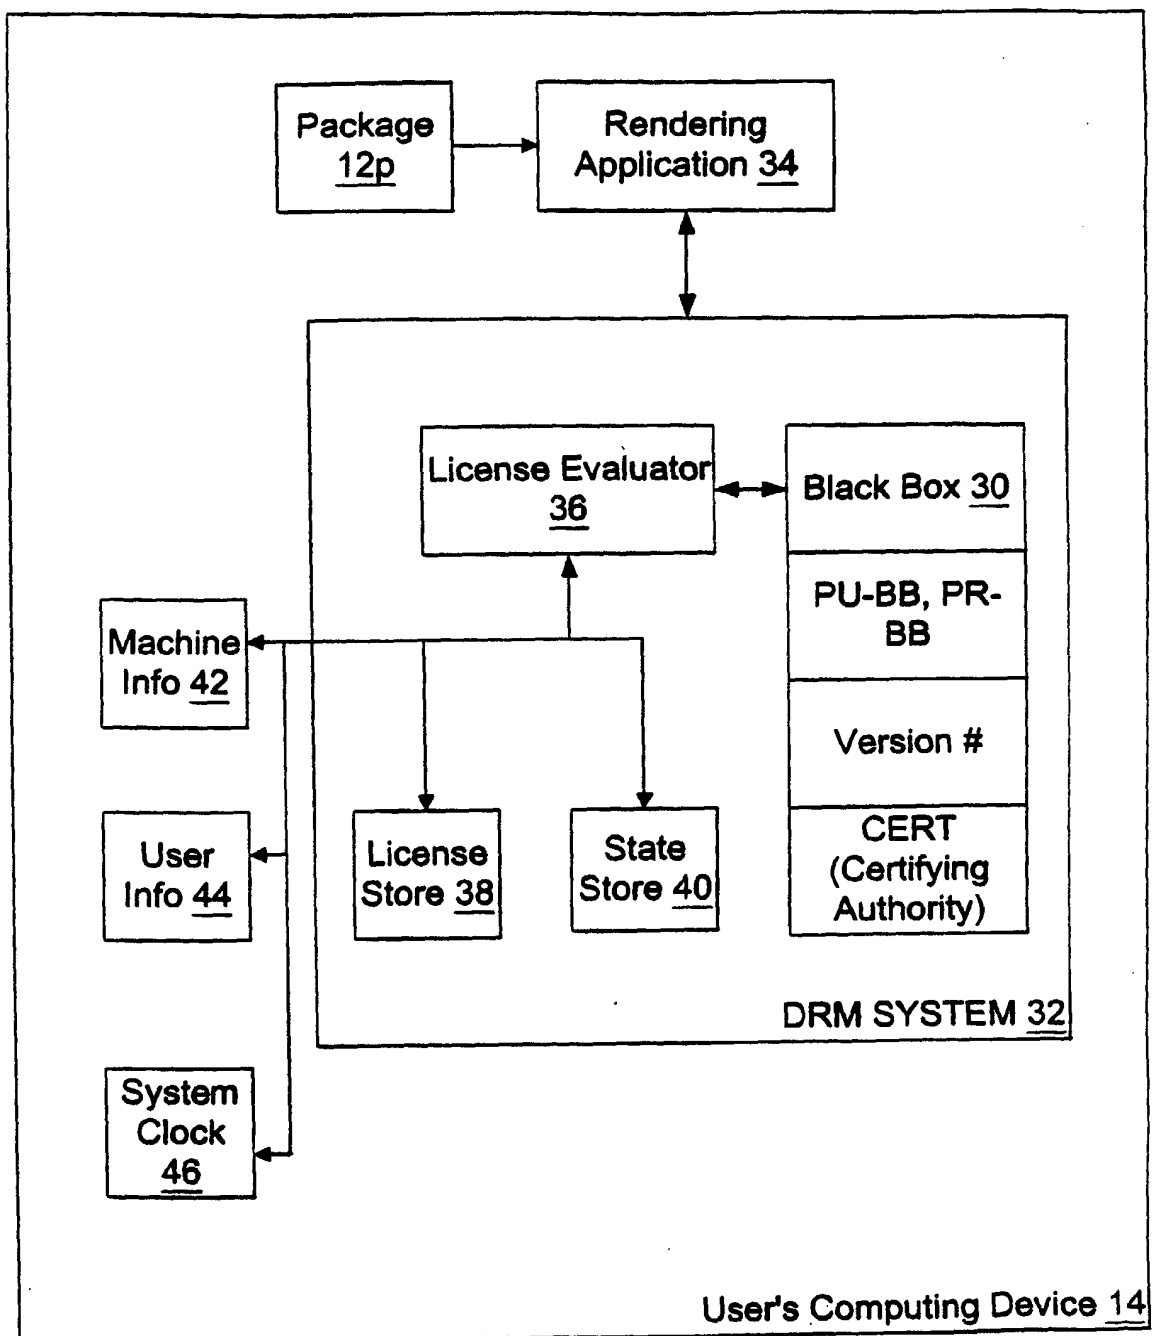 Package
12p
Rendering
Application 34
License Evaluator
36
Black Box 30
PU-BB, PR-
BB
Version #
CERT
(Certifying
Authority)
Machine
Info 42
User
Info 44
System
Clock
46
License
Store 38
State
Store 40
DRM SYSTEM 32
User's Computing Device 14